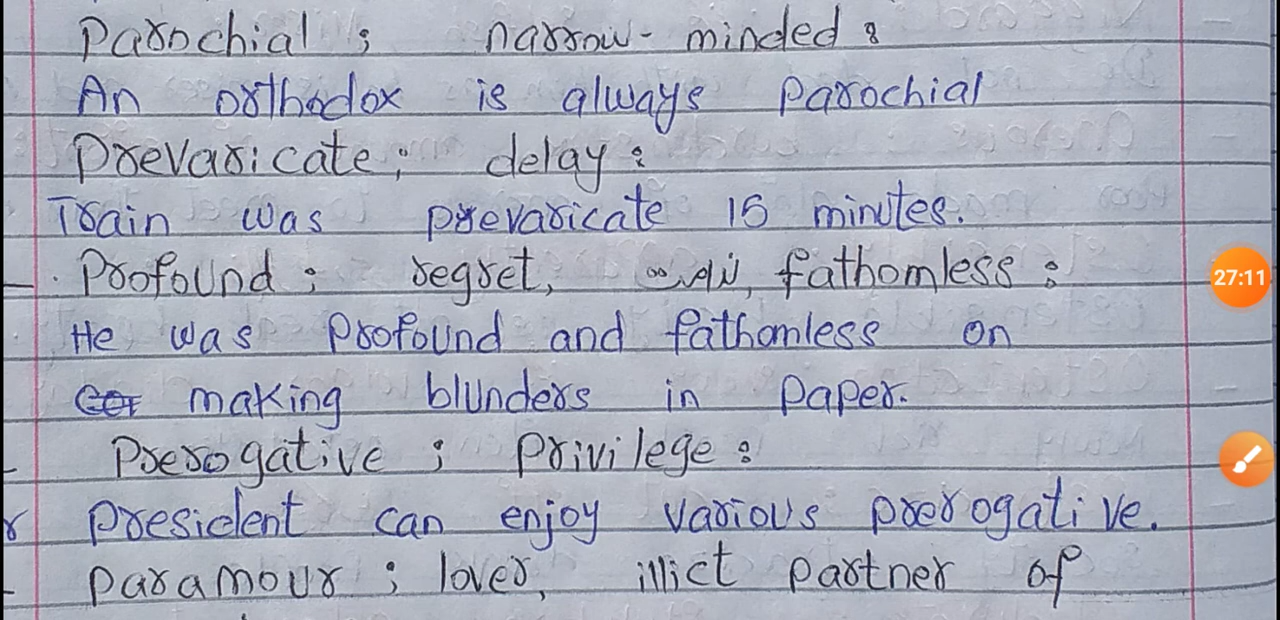 Parochial ; narrow- minded :
An orthodox is always parochial
Prevaricate ; delay :
Train was prevaricate 15 minutes.
Profound ; regret, fathomless :
27:11
He was profound and fathomless on
making blunders in paper.
Prerogative ; privilege :
President can enjoy various prerogative.
Paramour ; lover, illict partner of